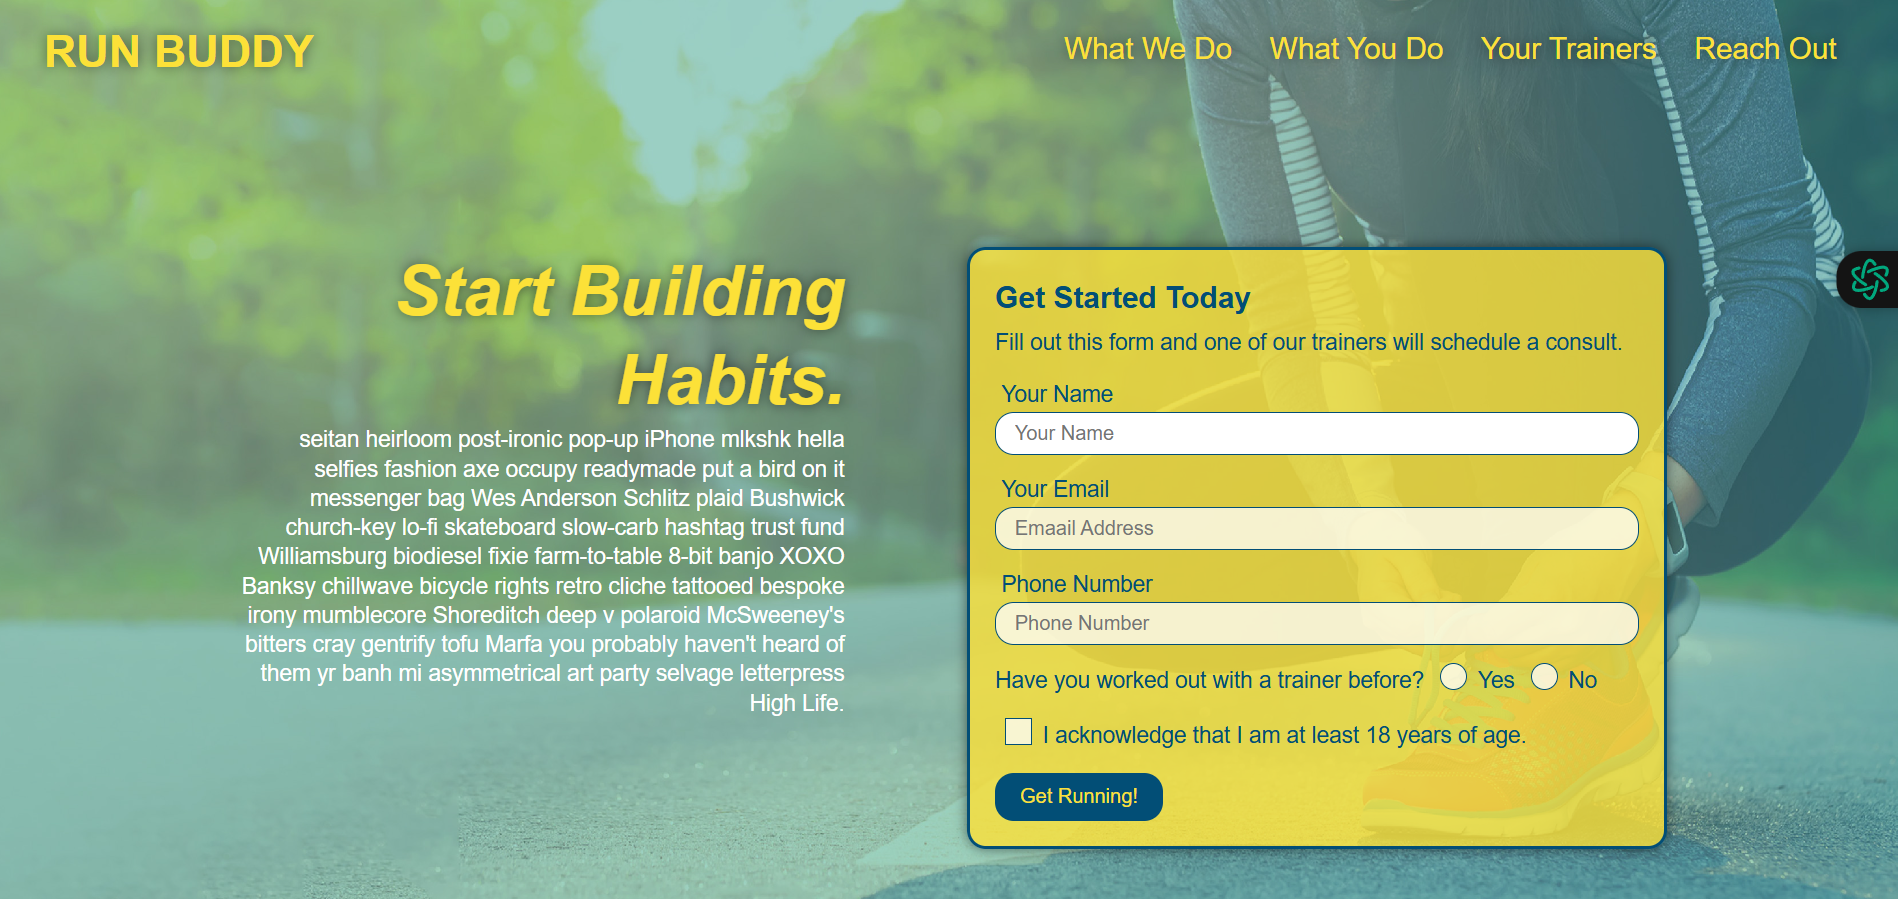 RUN BUDDY
What We Do What You Do Your Trainers Reach Out
Start Building
Habits.
seitan heirloom post-ironic pop-up iPhone mlkshk hella
selfies fashion axe occupy readymade put a bird on it
messenger bag Wes Anderson Schlitz plaid Bushwick
church-key lo-fi skateboard slow-carb hashtag trust fund
Williamsburg biodiesel fixie farm-to-table 8-bit banjo XOXO
Banksy chillwave bicycle rights retro cliche tattooed bespoke
irony mumblecore Shoreditch deep v polaroid McSweeney's
bitters cray gentrify tofu Marfa you probably haven't heard of
them yr banh mi asymmetrical art party selvage letterpress
High Life.
Get Started Today
Fill out this form and one of our trainers will schedule a consult.
Your Name
Your Name
Your Email
Emaail Address
Phone Number
Phone Number
Have you worked out with a trainer before? Yes No
I acknowledge that I am at least 18 years of age.
Get Running!